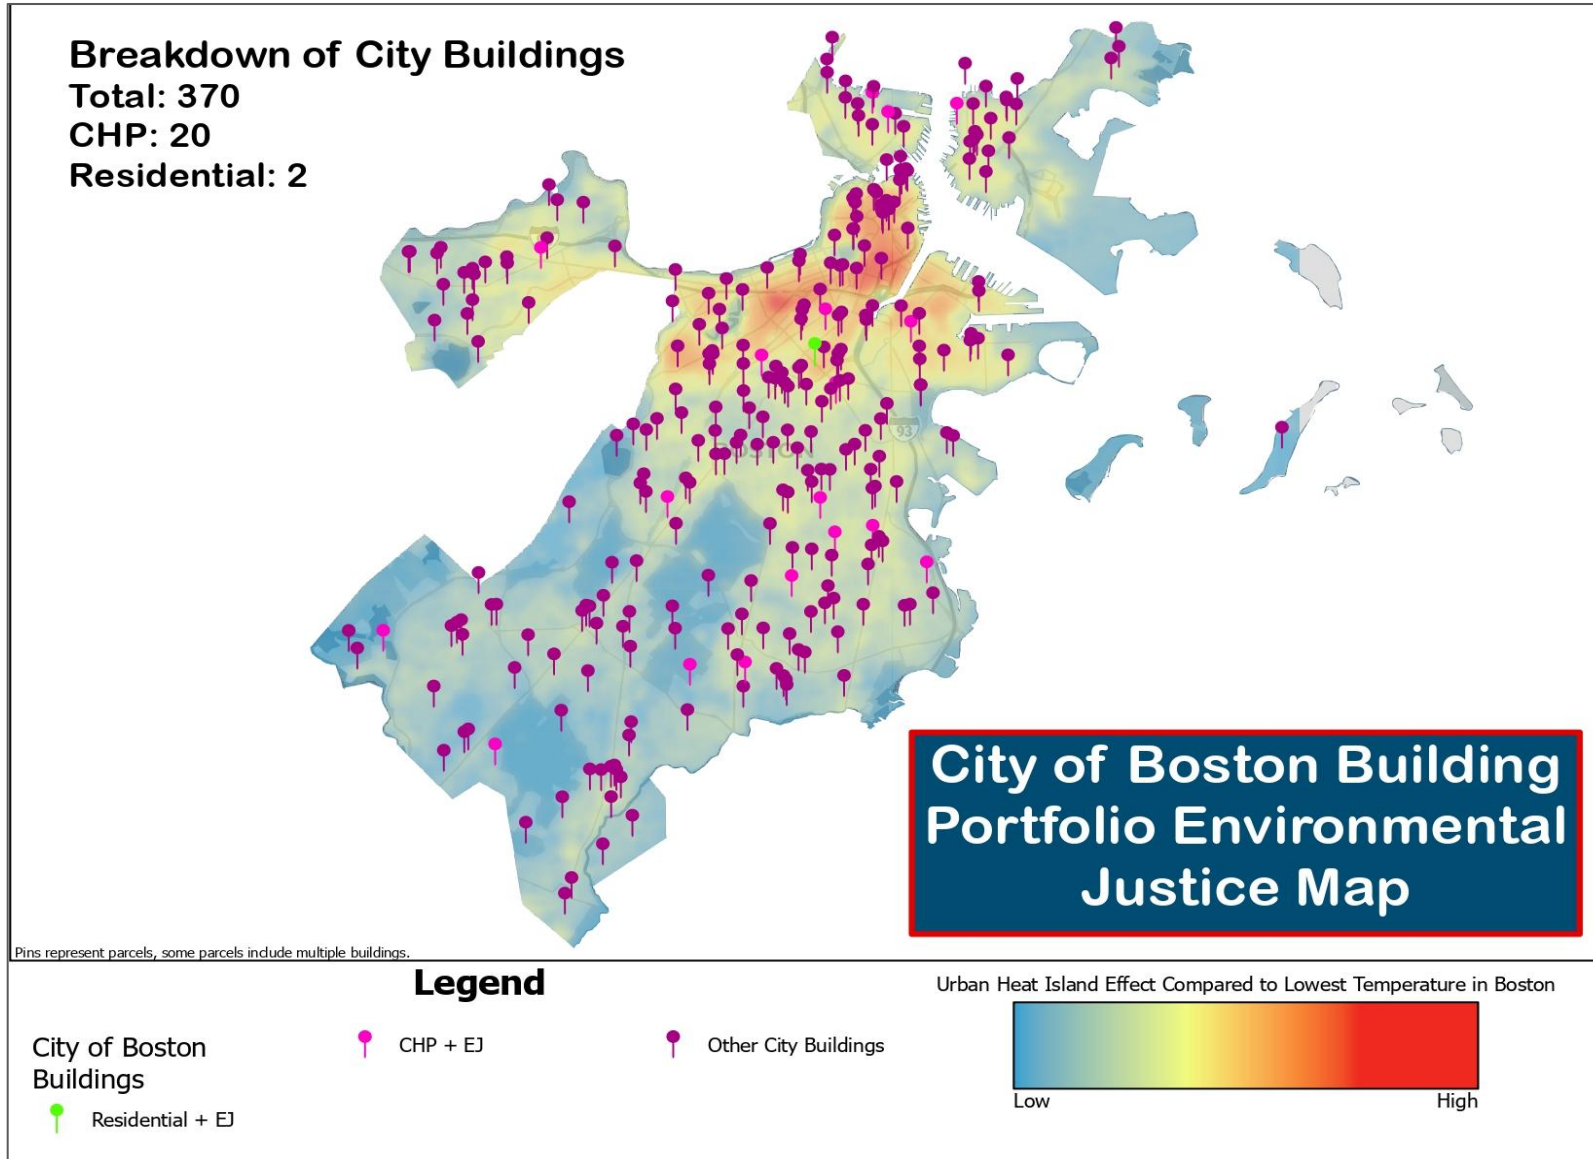 Breakdown of City Buildings
Total: 370
CHP: 20
Residential: 2
93
BOSTON
City of Boston Building
Portfolio Environmental
Justice Map
Pins represent parcels, some parcels include multiple buildings.
Legend
City of Boston
Buildings
Residential + EJ
CHP + EJ
Other City Buildings
Urban Heat Island Effect Compared to Lowest Temperature in Boston
Low
High